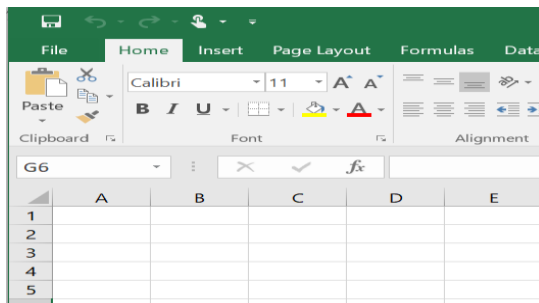 File Home Insert Page Layout Formulas Data
Calibri 11 A A
Paste B I U A
Clipboard Font Alignment
G6 fx
A B C D E
1
2
3
4
5